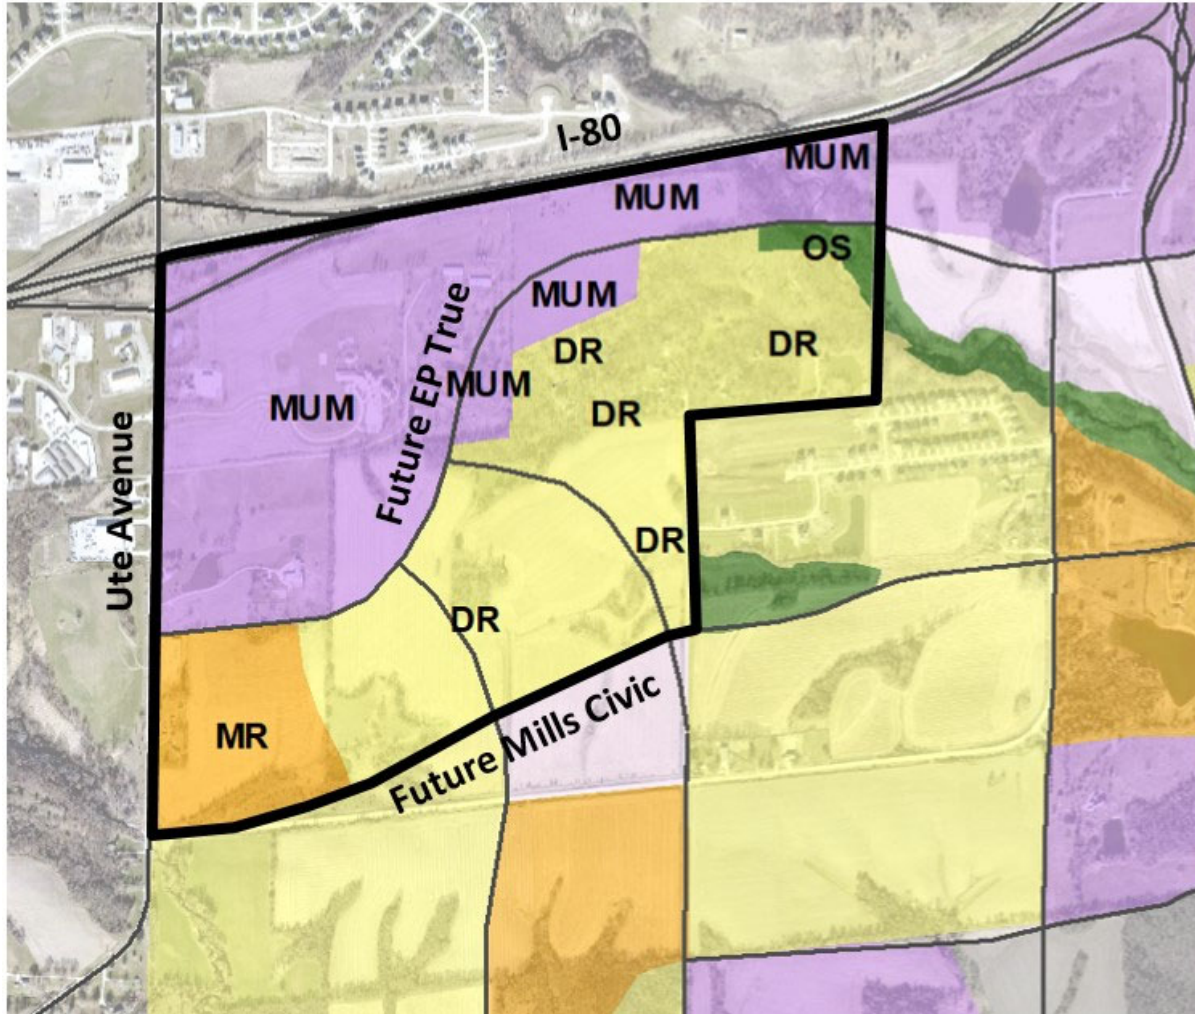 I-80
MUM
MUM
OS
MUM
DR
DR
MUM
MUM
DR
Future EP True
Ute Avenue
DR
DR
MR
Future Mills Civic